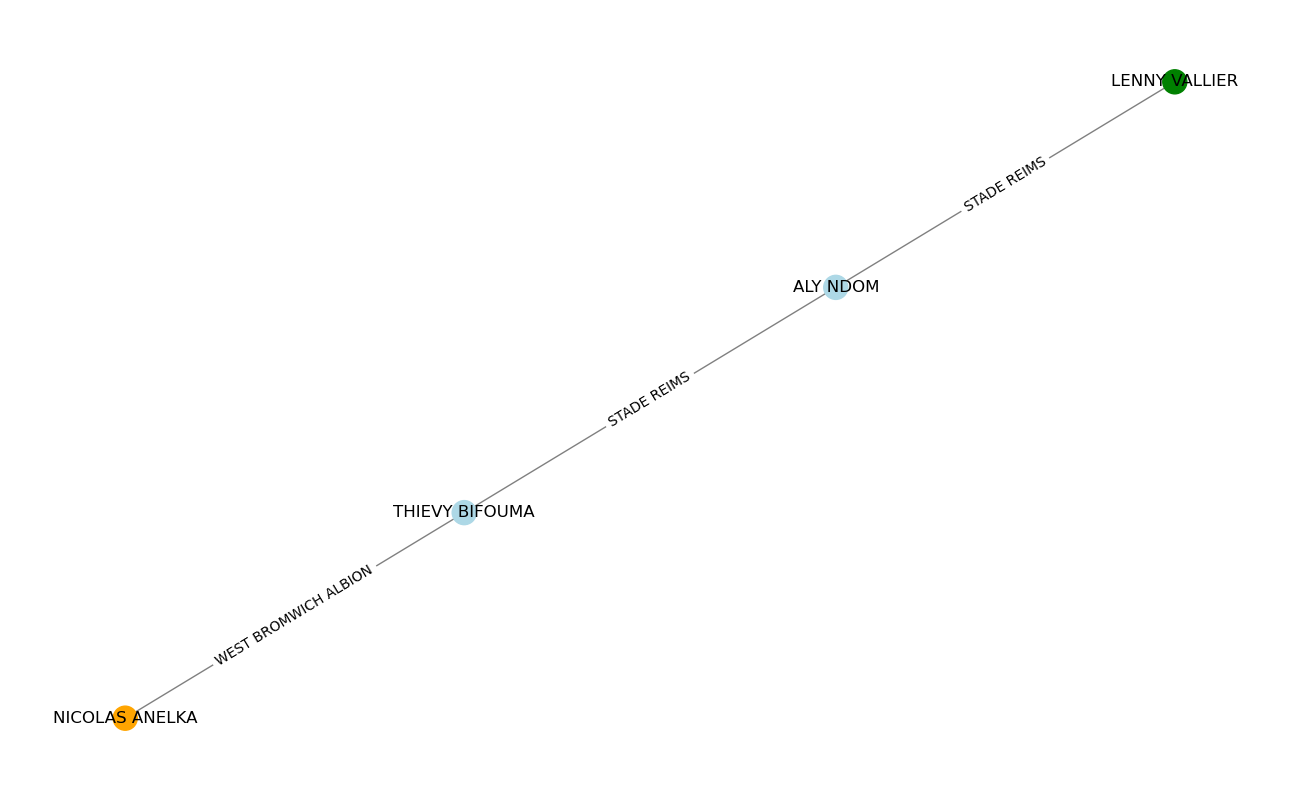 LENNY VALLIER
STADE REIMS
ALY NDOM
STADE REIMS
THIEVY BIFOUMA
WEST BROMWICH ALBION
NICOLAS ANELKA